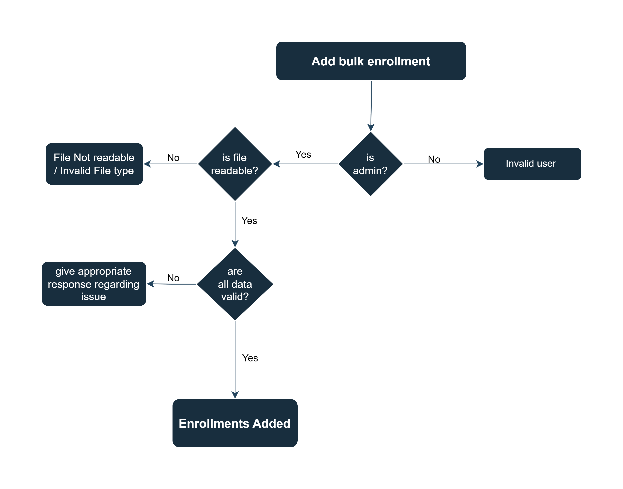 Add bulk enrollment
File Not readable
/ Invalid File type
No
is file
readable?
Yes
is
admin?
No
Invalid user
Yes
give appropriate
response regarding
issue
No
are
all data
valid?
Yes
Enrollments Added